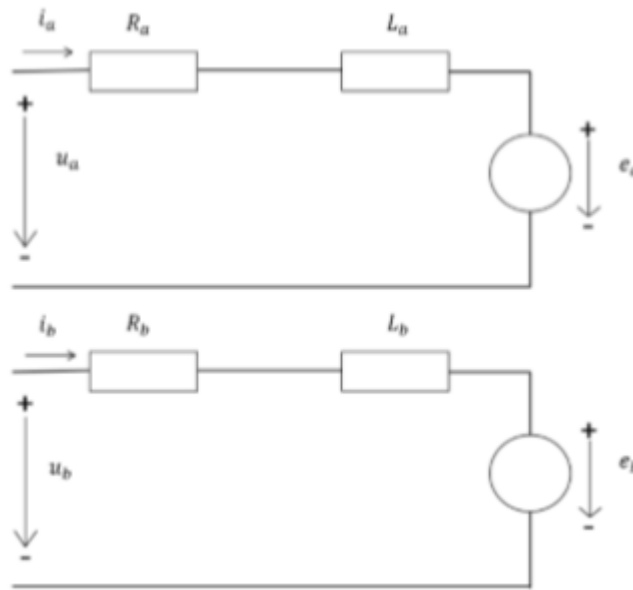 i_a R_a L_a
+ +
u_a e
- -
i_b R_b L_b
+ +
u_b e
- -